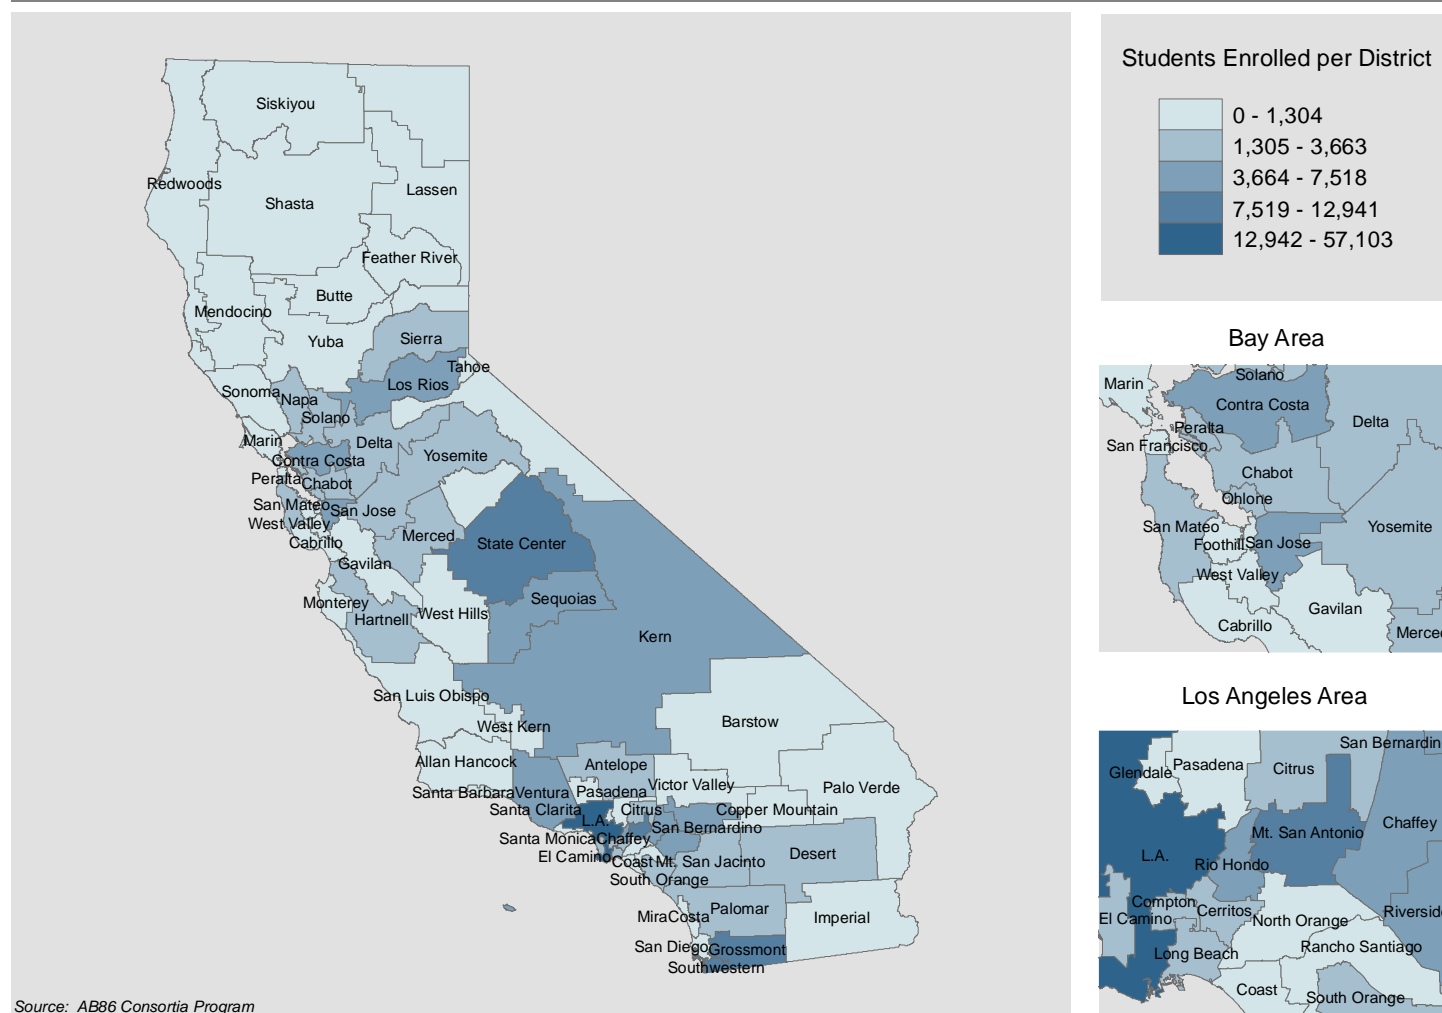 Students Enrolled per District
0 - 1,304
1,305 - 3,663
3,664 - 7,518
7,519 - 12,941
12,942 - 57,103
Siskiyou
Redwoods
Lassen
Shasta
Feather River
Butte
Mendocino
Yuba
Sierra
Tahoe
Los Rios
Sonoma
Napa
Solano
Marin
Delta
Contra Costa
Yosemite
Peralta
Chabot
San Mateo
San Jose
West Valley
Merced
Cabrillo
State Center
Gavilan
Sequoias
Monterey
Hartnell
West Hills
Kern
San Luis Obispo
West Kern
Barstow
Allan Hancock
Antelope
Santa Barbara
Ventura
Pasadena
Victor Valley
Palo Verde
Santa Clarita
Citrus
Copper Mountain
L.A.
San Bernardino
Santa Monica
Chaffey
El Camino
Coast
Mt. San Jacinto
Desert
South Orange
MiraCosta
Palomar
Imperial
San Diego
Grossmont
Southwestern
Source: AB86 Consortia Program
Bay Area
Marin
Solano
Contra Costa
Delta
Peralta
San Francisco
Chabot
Ohlone
San Mateo
Yosemite
Foothill
San Jose
West Valley
Gavilan
Cabrillo
Merce
Los Angeles Area
San Bernardin
Glendale
Pasadena
Citrus
Chaffey
Mt. San Antonio
L.A.
Rio Hondo
Compton
El Camino
Cerritos
North Orange
Riversid
Rancho Santiago
Long Beach
Coast
South Orange